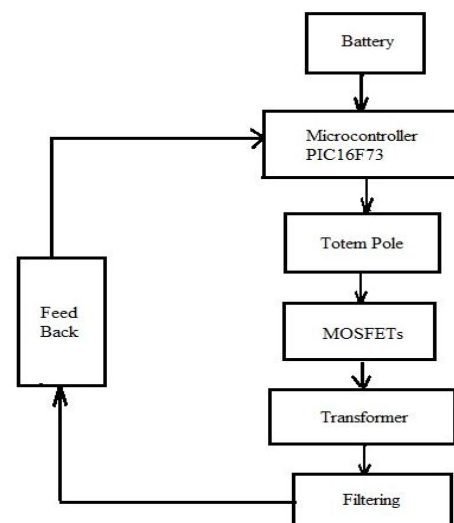 Battery
Microcontroller
PIC16F73
Totem Pole
Feed
Back
MOSFETs
Transformer
Filtering